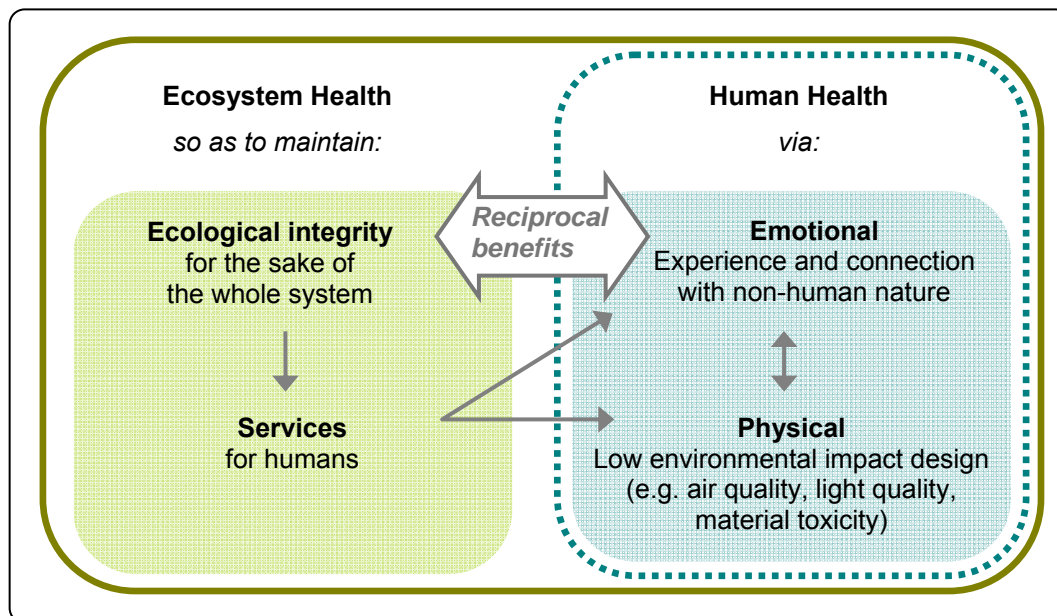 Ecosystem Health
so as to maintain:
Ecological integrity
for the sake of
the whole system
Services
for humans
Reciprocal
benefits
Human Health
via:
Emotional
Experience and connection
with non-human nature
Physical
Low environmental impact design
(e.g. air quality, light quality,
material toxicity)